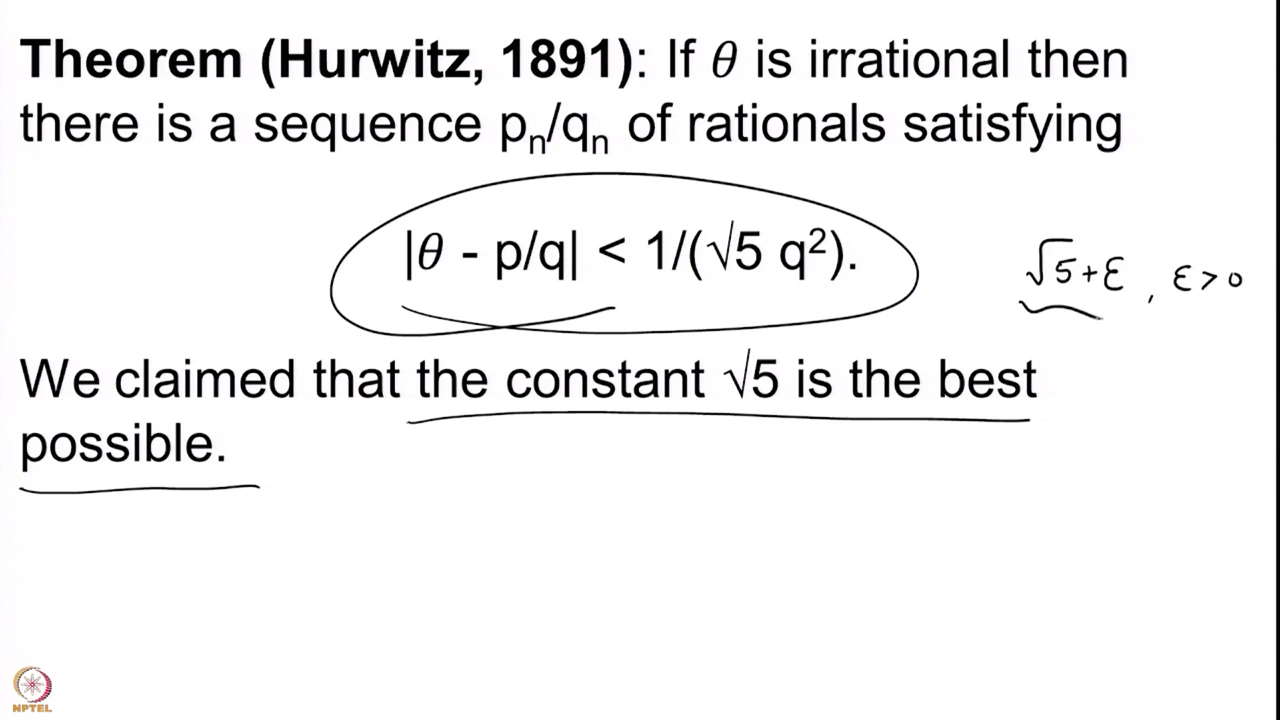 Theorem (Hurwitz, 1891): If θ is irrational then
there is a sequence pₙ/qₙ of rationals satisfying
|θ - p/q| < 1/(√5 q²).
√5+ε , ε>0
We claimed that the constant √5 is the best
possible.
NPTEL